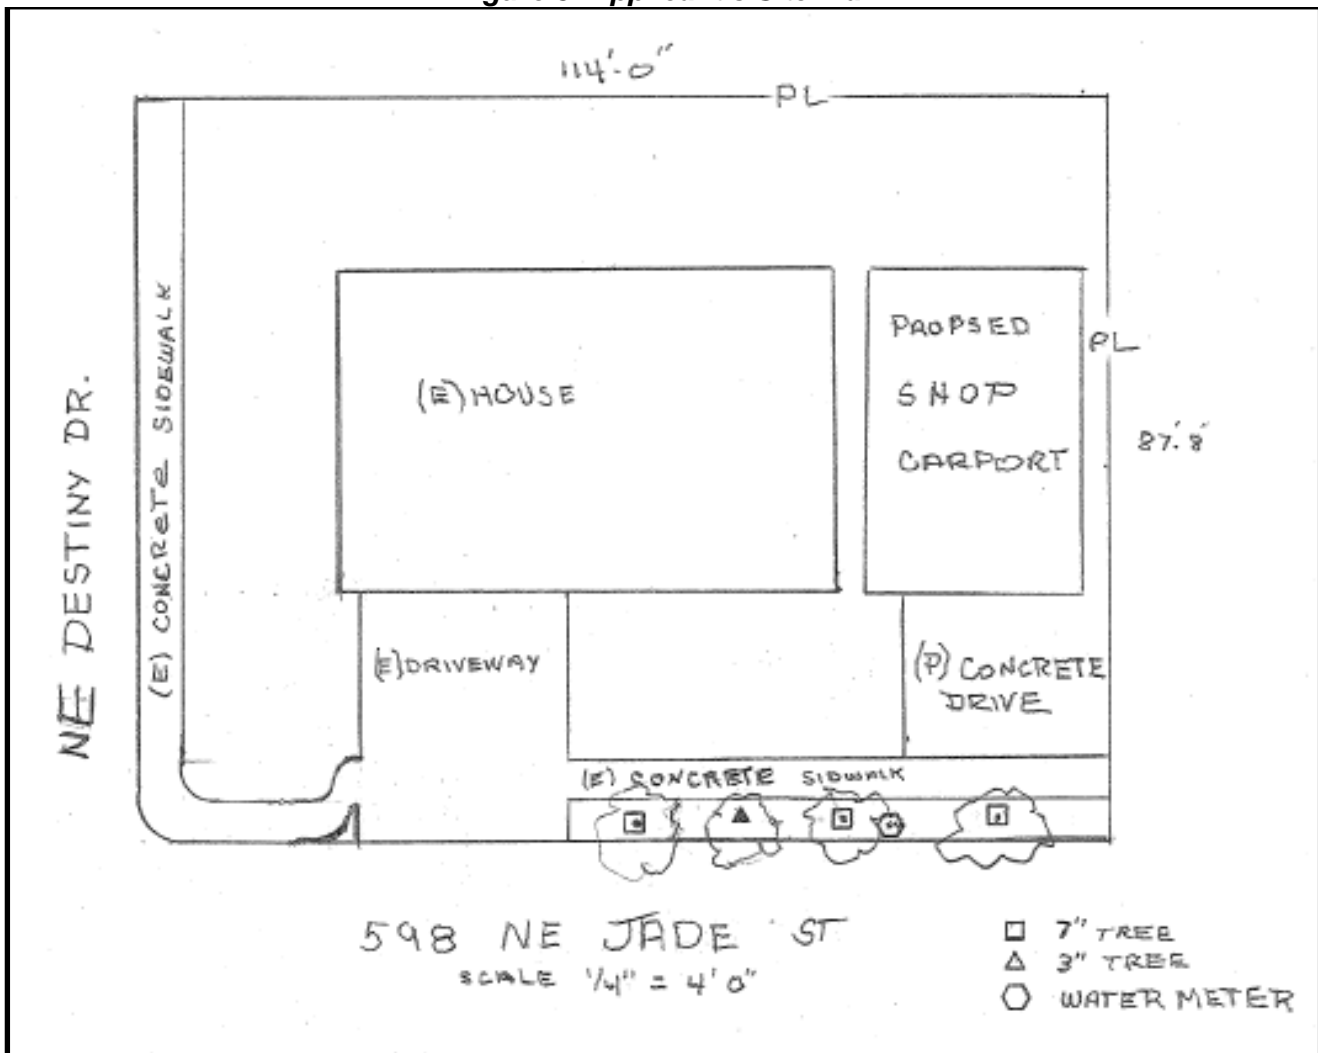 114'-0"
PL
PROPSED
SHOP
CARPORT
PL
87'.8'
(E) HOUSE
NE DESTINY DR.
(E) CONCRETE SIDEWALK
(E) DRIVEWAY
(P) CONCRETE
DRIVE
(E) CONCRETE SIDWALK
598 NE JADE ST
SCALE 1/4" = 4'0"
7" TREE
3" TREE
WATER METER